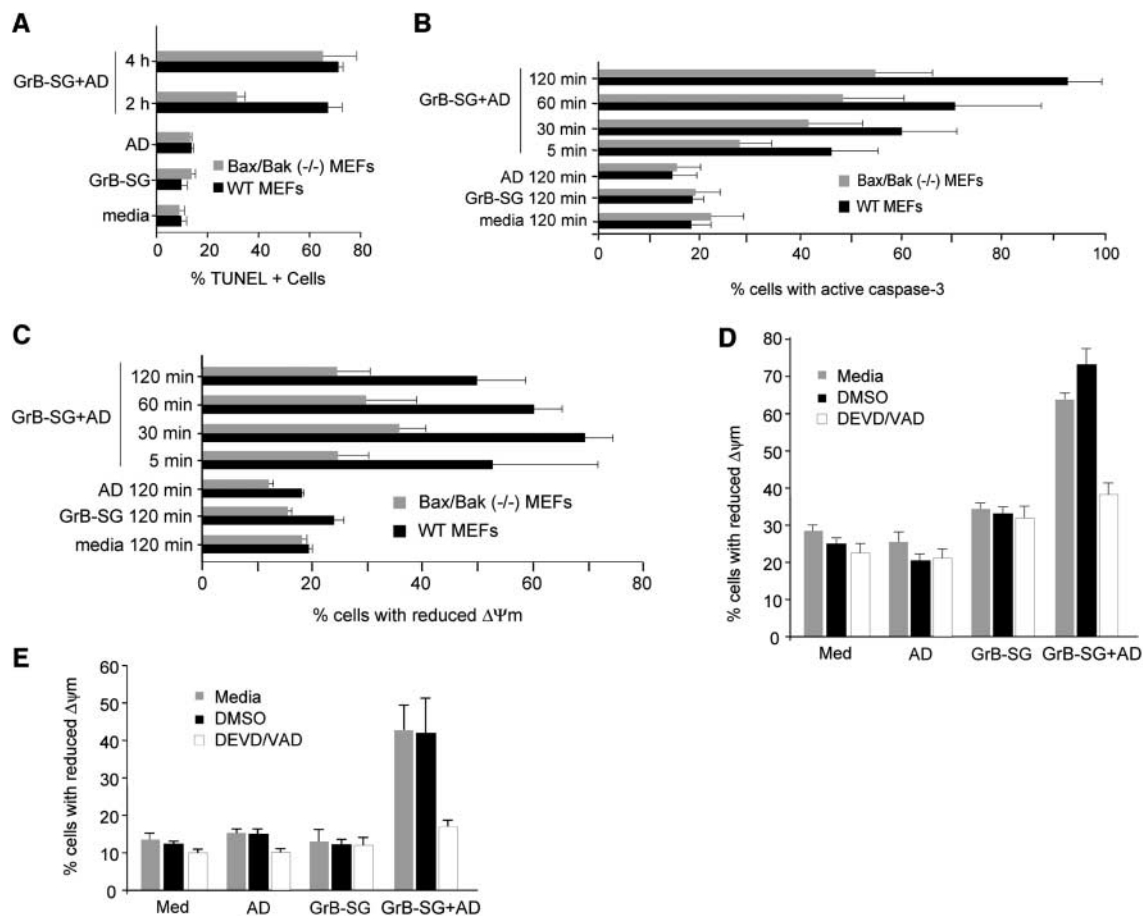 A
GrB-SG+AD
4 h
2 h
AD
GrB-SG
media
Bax/Bak (-/-) MEFs
WT MEFs
0 20 40 60 80
% TUNEL + Cells
B
GrB-SG+AD
120 min
60 min
30 min
5 min
AD 120 min
GrB-SG 120 min
media 120 min
Bax/Bak (-/-) MEFs
WT MEFs
0 20 40 60 80 100
% cells with active caspase-3
C
GrB-SG+AD
120 min
60 min
30 min
5 min
AD 120 min
GrB-SG 120 min
media 120 min
Bax/Bak (-/-) MEFs
WT MEFs
0 20 40 60 80
% cells with reduced ΔΨm
D
% cells with reduced Δψm
80
70
60
50
40
30
20
10
0
Media
DMSO
DEVD/VAD
Med AD GrB-SG GrB-SG+AD
E
% cells with reduced Δψm
60
50
40
30
20
10
0
Media
DMSO
DEVD/VAD
Med AD GrB-SG GrB-SG+AD